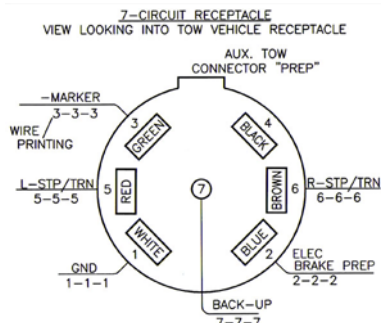 7-CIRCUIT RECEPTACLE
VIEW LOOKING INTO TOW VEHICLE RECEPTACLE
AUX. TOW
CONNECTOR "PREP"
-MARKER
3-3-3
WIRE
PRINTING
3
GREEN
4
BLACK
L-STP/TRN
5-5-5
5
RED
7
BROWN
6
R-STP/TRN
6-6-6
WHITE
1
BLUE
2
GND
1-1-1
ELEC
BRAKE PREP
2-2-2
BACK-UP
7-7-7